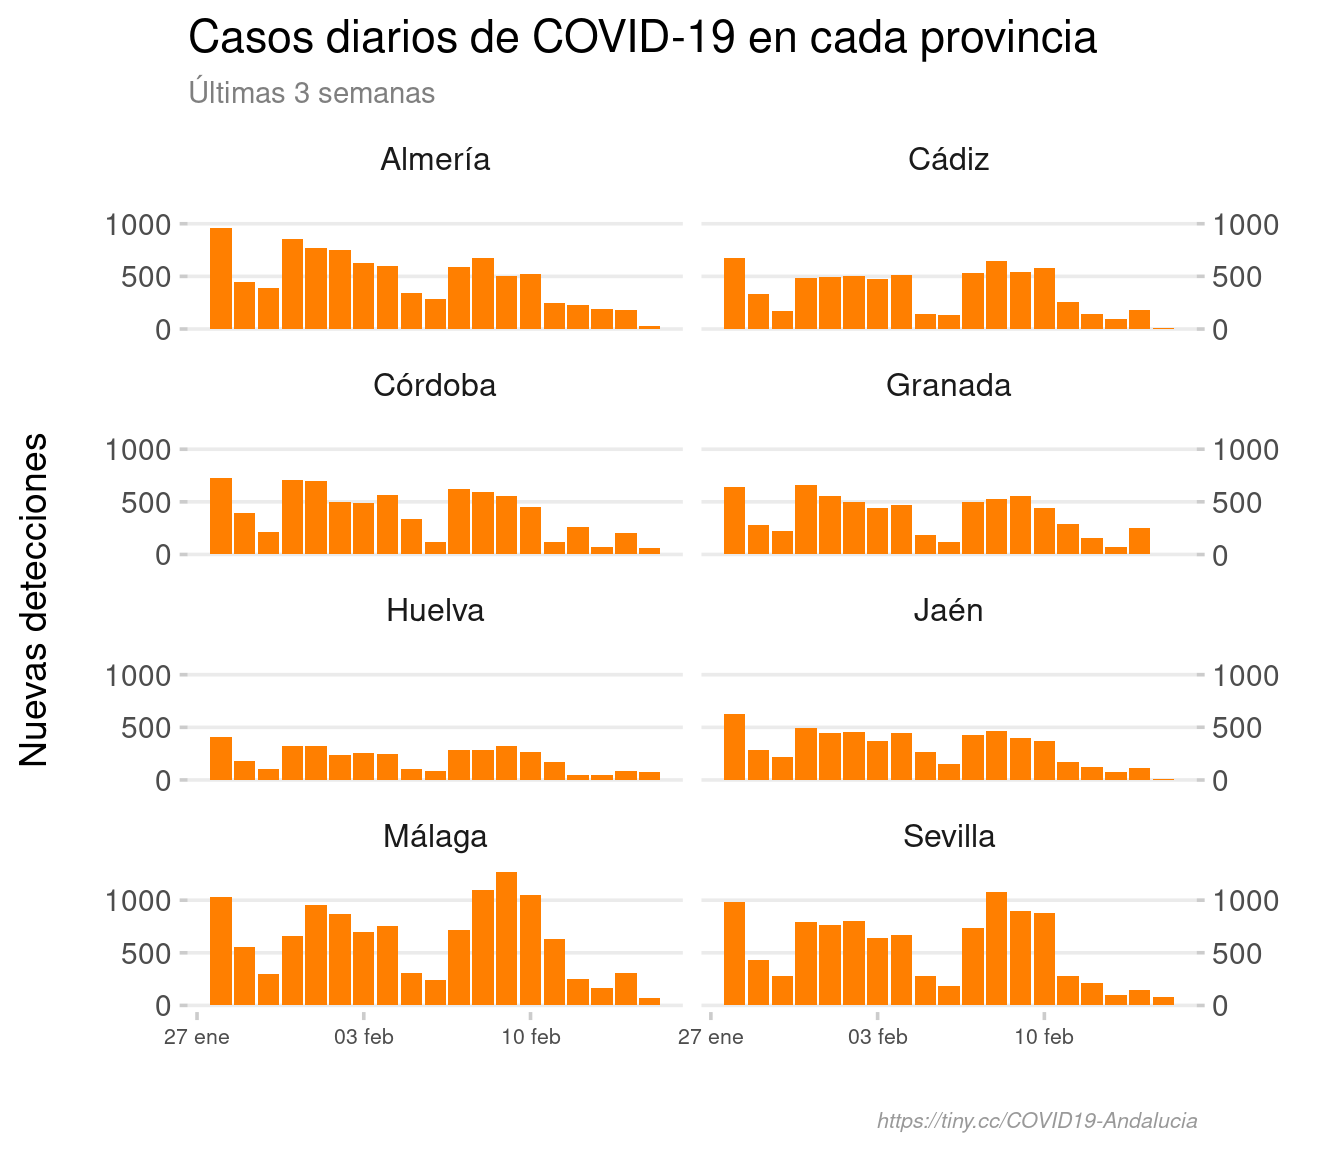 Casos diarios de COVID-19 en cada provincia
Últimas 3 semanas
Nuevas detecciones
Almería
Cádiz
1000
500
0
1000
500
0
Córdoba
Granada
1000
500
0
1000
500
0
Huelva
Jaén
1000
500
0
1000
500
0
Málaga
Sevilla
1000
500
0
1000
500
0
27 ene 03 feb 10 feb
27 ene 03 feb 10 feb
https://tiny.cc/COVID19-Andalucia